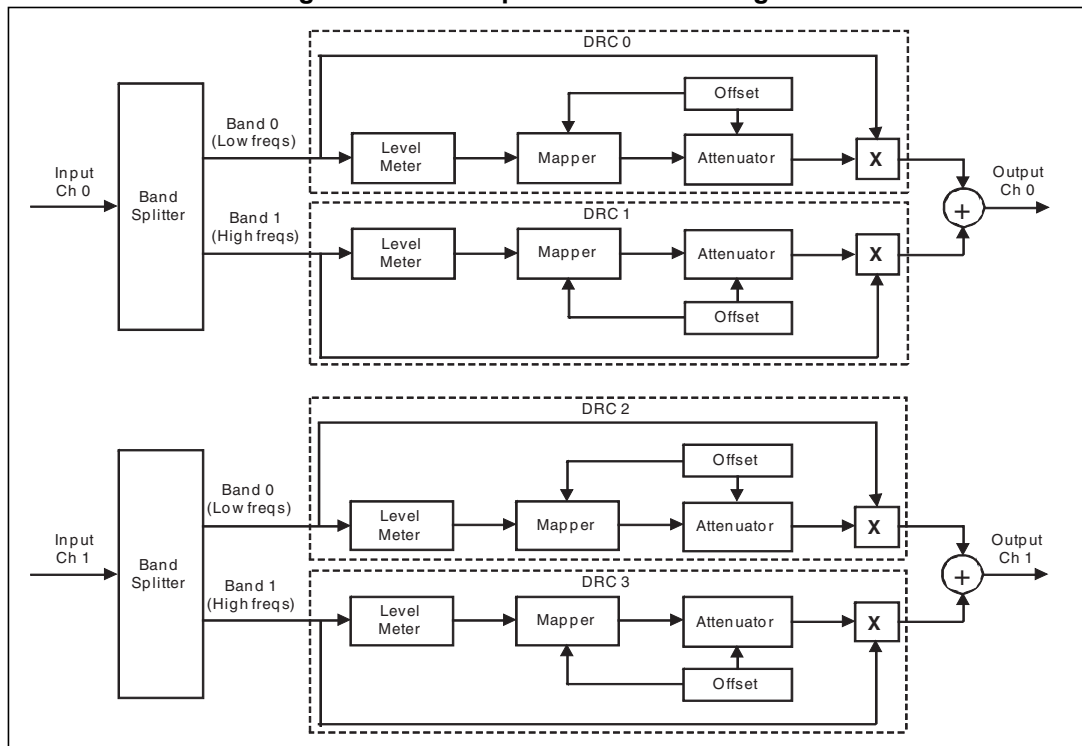 DRC 0
Offset
Band 0
(Low freqs)
Level
Meter
Mapper
Attenuator
X
Input
Ch 0
Band
Splitter
Output
Ch 0
+
DRC 1
Band 1
(High freqs)
Level
Meter
Mapper
Attenuator
X
Offset
DRC 2
Offset
Band 0
(Low freqs)
Level
Meter
Mapper
Attenuator
X
Input
Ch 1
Band
Splitter
Output
Ch 1
+
DRC 3
Band 1
(High freqs)
Level
Meter
Mapper
Attenuator
X
Offset